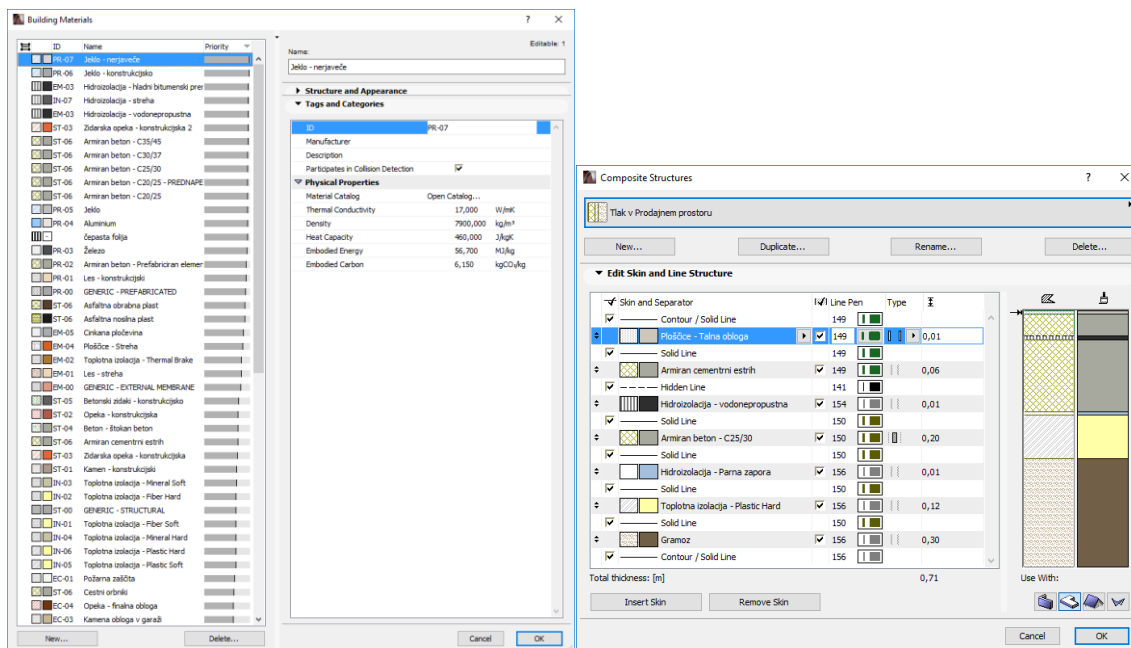 Building Materials
? ×
ID Name Priority
PR-07 Jeklo - nerjaveče
PR-06 Jeklo - konstrukcijsko
EM-03 Hidroizolacija - hladni bitumenski prem
IN-07 Hidroizolacija - streha
EM-03 Hidroizolacija - vodonepropustna
ST-03 Zidarska opeka - konstrukcijska 2
ST-06 Armiran beton - C35/45
ST-06 Armiran beton - C30/37
ST-06 Armiran beton - C25/30
ST-06 Armiran beton - C20/25 - PREDNAPE
ST-06 Armiran beton - C20/25
PR-05 Jeklo
PR-04 Aluminium
- čepasta folija
PR-03 Železo
PR-02 Armiran beton - Prefabriciran elemen
PR-01 Les - konstrukcijski
PR-00 GENERIC - PREFABRICATED
ST-06 Asfaltna obrabna plast
ST-06 Asfaltna nosilna plast
EM-05 Cinkana pločevina
EM-04 Ploščice - Streha
EM-02 Toplotna izolacija - Thermal Brake
EM-01 Les - streha
EM-00 GENERIC - EXTERNAL MEMBRANE
ST-05 Betonski zidaki - konstrukcijsko
ST-02 Opeka - konstrukcijska
ST-04 Beton - štokan beton
ST-06 Armiran cementrni estrih
ST-03 Zidarska opeka - konstrukcijska
ST-01 Kamen - konstrukcijski
IN-03 Toplotna izolacija - Mineral Soft
IN-02 Toplotna izolacija - Fiber Hard
ST-00 GENERIC - STRUCTURAL
IN-01 Toplotna izolacija - Fiber Soft
IN-04 Toplotna izolacija - Mineral Hard
IN-06 Toplotna izolacija - Plastic Hard
IN-05 Toplotna izolacija - Plastic Soft
EC-01 Požarna zaščita
ST-06 Cestni orbniki
EC-04 Opeka - finalna obloga
EC-03 Kamena obloga v garaži
New... Delete...
Editable: 1
Name:
Jeklo - nerjaveče
Structure and Appearance
Tags and Categories
ID PR-07
Manufacturer
Description
Participates in Collision Detection
Physical Properties
Material Catalog Open Catalog...
Thermal Conductivity 17,000 W/mK
Density 7900,000 kg/m³
Heat Capacity 460,000 J/kgK
Embodied Energy 56,700 MJ/kg
Embodied Carbon 6,150 kgCO₂/kg
Cancel OK
Composite Structures
? ×
Tlak v Prodajnem prostoru
New... Duplicate... Rename... Delete...
Edit Skin and Line Structure
Skin and Separator Line Pen Type
Contour / Solid Line 149
Ploščice - Talna obloga 149 0,01
Solid Line 149
Armiran cementrni estrih 149 0,06
Hidden Line 141
Hidroizolacija - vodonepropustna 154 0,01
Solid Line 150
Armiran beton - C25/30 150 0,20
Solid Line 150
Hidroizolacija - Parna zapora 156 0,01
Solid Line 150
Toplotna izolacija - Plastic Hard 156 0,12
Solid Line 150
Gramoz 156 0,30
Contour / Solid Line 156
Total thickness: [m] 0,71
Insert Skin Remove Skin
Use With:
Cancel OK